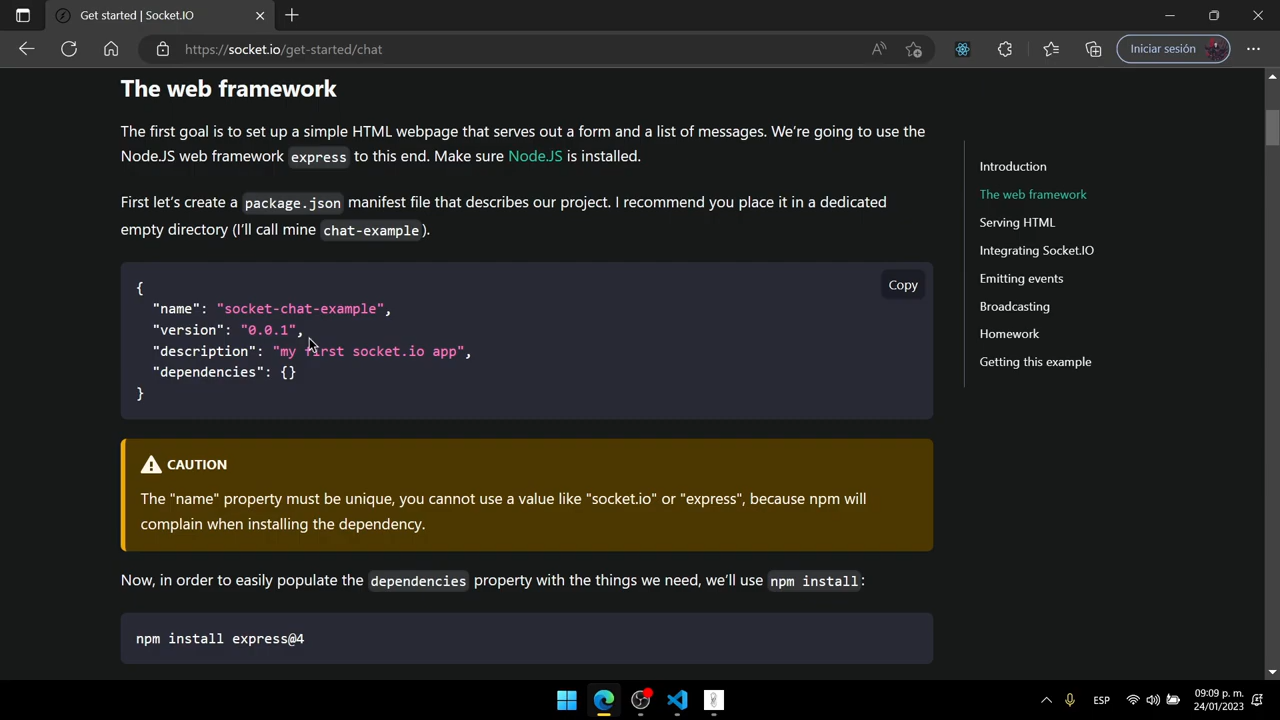 Get started | Socket.IO
https://socket.io/get-started/chat
Iniciar sesión
The web framework
The first goal is to set up a simple HTML webpage that serves out a form and a list of messages. We’re going to use the
Node.JS web framework express to this end. Make sure Node.JS is installed.
First let’s create a package.json manifest file that describes our project. I recommend you place it in a dedicated
empty directory (I’ll call mine chat-example).
{
"name": "socket-chat-example",
"version": "0.0.1",
"description": "my first socket.io app",
"dependencies": {}
}
Copy
CAUTION
The "name" property must be unique, you cannot use a value like "socket.io" or "express", because npm will
complain when installing the dependency.
Now, in order to easily populate the dependencies property with the things we need, we’ll use npm install:
npm install express@4
Introduction
The web framework
Serving HTML
Integrating Socket.IO
Emitting events
Broadcasting
Homework
Getting this example
ESP
09:09 p. m.
24/01/2023